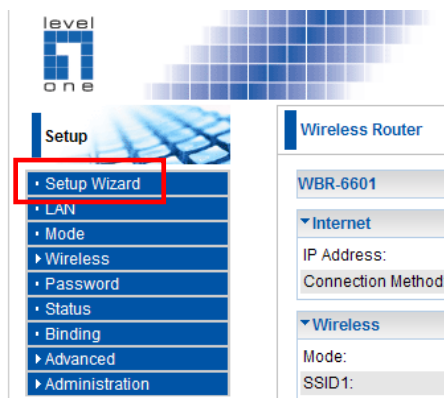 level
one
Setup
• Setup Wizard
• LAN
• Mode
▶ Wireless
• Password
• Status
• Binding
▶ Advanced
▶ Administration
Wireless Router
WBR-6601
▼ Internet
IP Address:
Connection Method
▼ Wireless
Mode:
SSID1: